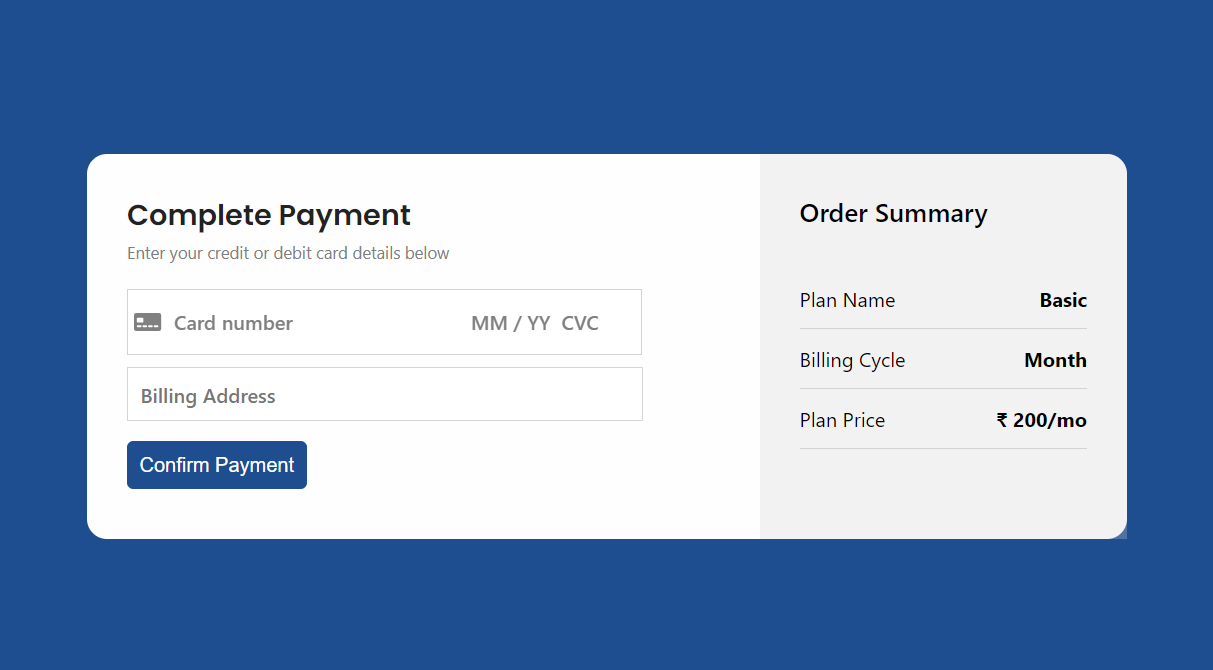 Complete Payment
Enter your credit or debit card details below
Card number MM / YY CVC
Billing Address
Confirm Payment
Order Summary
Plan Name Basic
Billing Cycle Month
Plan Price ₹ 200/mo